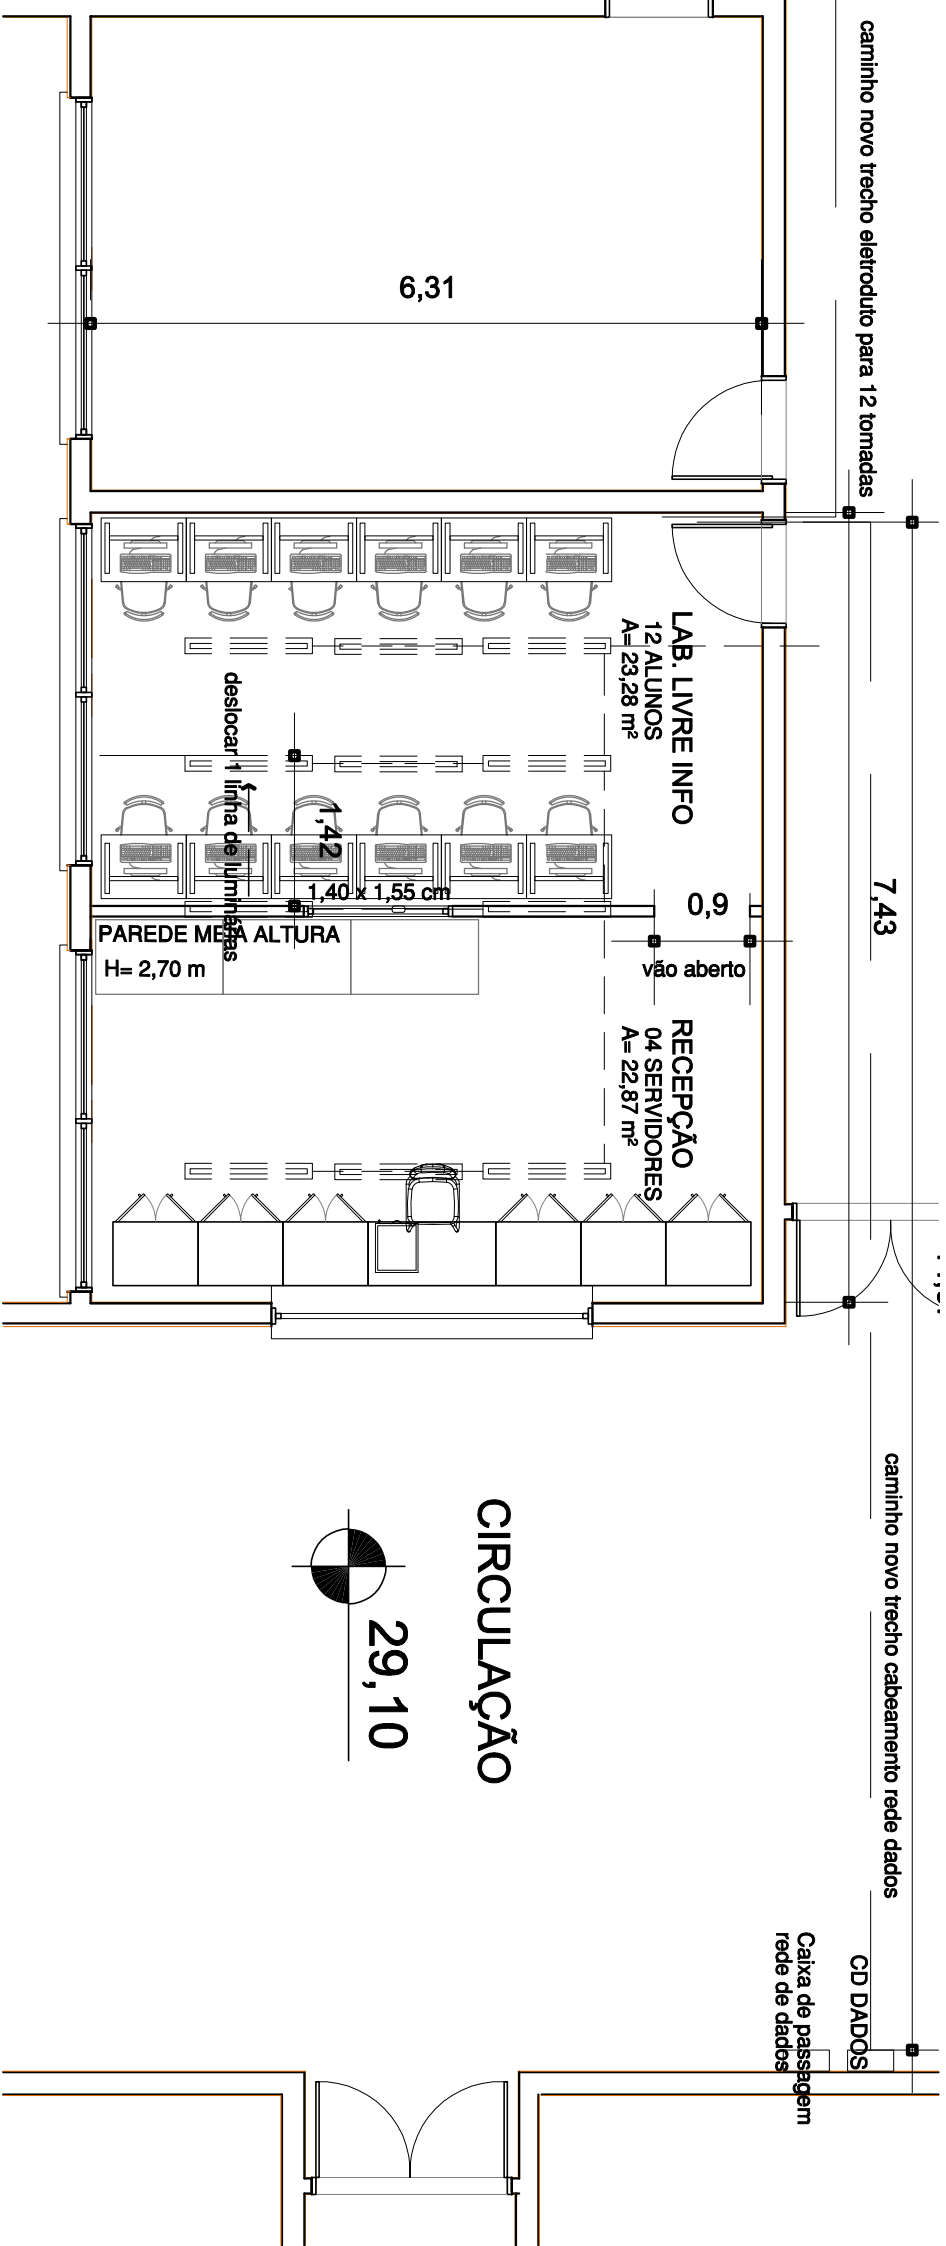 caminho novo trecho eletroduto para 12 tomadas
6,31
LAB. LIVRE INFO
12 ALUNOS
A= 23,28 m²
deslocar 1 linha de luminárias
1,42
1,40 x 1,55 cm
0,9
7,43
PAREDE MEIA ALTURA
H= 2,70 m
vão aberto
RECEPÇÃO
04 SERVIDORES
A= 22,87 m²
CIRCULAÇÃO
29,10
caminho novo trecho cabeamento rede dados
CD DADOS
Caixa de passagem
rede de dados